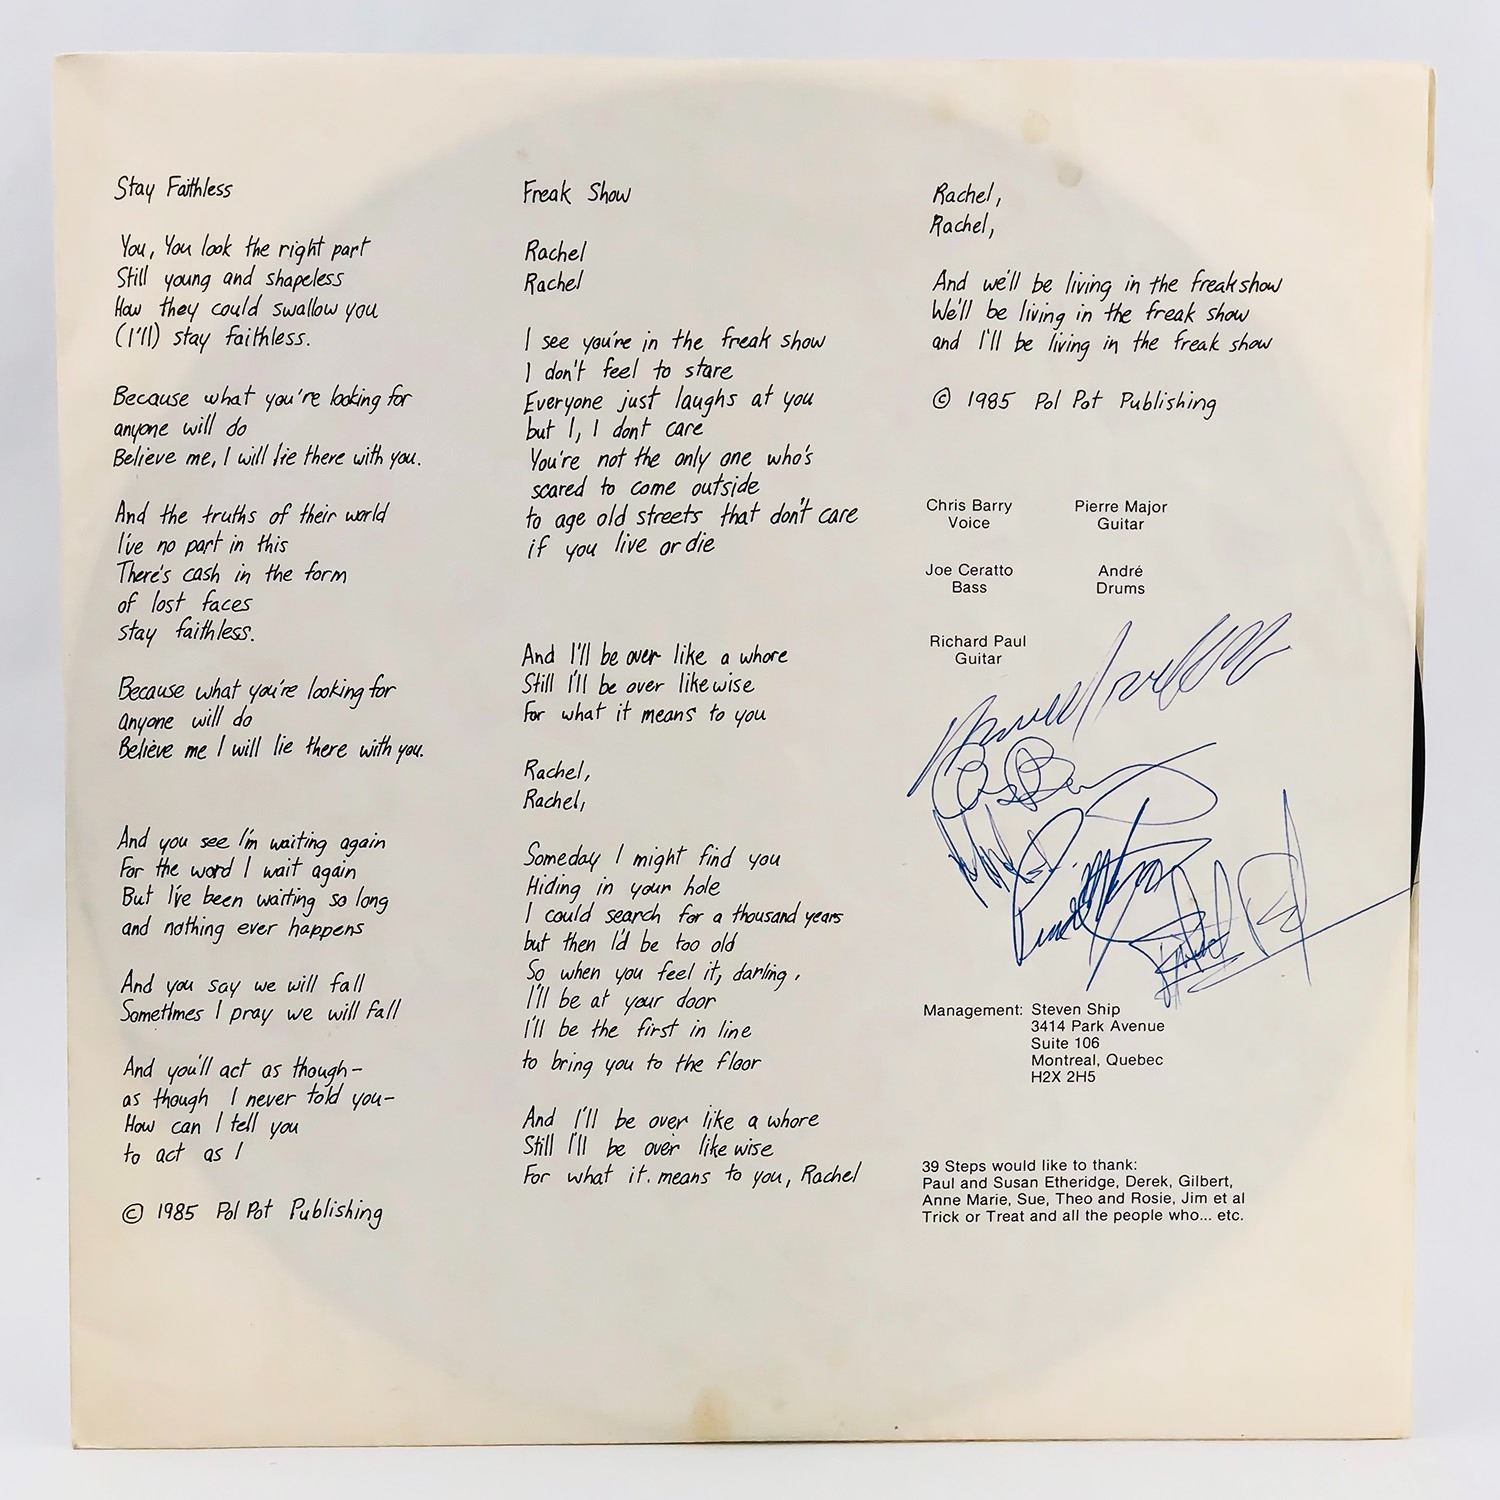 Stay Faithless
You, You look the right part
Still young and shapeless
How they could swallow you
(I'll) stay faithless.
Because what you're looking for
anyone will do
Believe me, I will lie there with you.
And the truths of their world
I've no part in this
There's cash in the form
of lost faces
stay faithless.
Because what you're looking for
anyone will do
Believe me I will lie there with you.
And you see I'm waiting again
For the word I wait again
But I've been waiting so long
and nothing ever happens
And you say we will fall
Sometimes I pray we will fall
And you'll act as though-
as though I never told you-
How can I tell you
to act as I
© 1985 Pol Pot Publishing
Freak Show
Rachel
Rachel
I see you're in the freak show
I don't feel to stare
Everyone just laughs at you
but I, I dont care
You're not the only one who's
scared to come outside
to age old streets that don't care
if you live or die
And I'll be over like a whore
Still I'll be over likewise
For what it means to you
Rachel,
Rachel,
Someday I might find you
Hiding in your hole
I could search for a thousand years
but then I'd be too old
So when you feel it, darling,
I'll be at your door
I'll be the first in line
to bring you to the floor
And I'll be over like a whore
Still I'll be over likewise
For what it. means to you, Rachel
Rachel,
Rachel,
And we'll be living in the freakshow
We'll be living in the freak show
and I'll be living in the freak show
© 1985 Pol Pot Publishing
Chris Barry
Voice
Pierre Major
Guitar
Joe Ceratto
Bass
André
Drums
Richard Paul
Guitar
Management: Steven Ship
3414 Park Avenue
Suite 106
Montreal, Quebec
H2X 2H5
39 Steps would like to thank:
Paul and Susan Etheridge, Derek, Gilbert,
Anne Marie, Sue, Theo and Rosie, Jim et al
Trick or Treat and all the people who... etc.